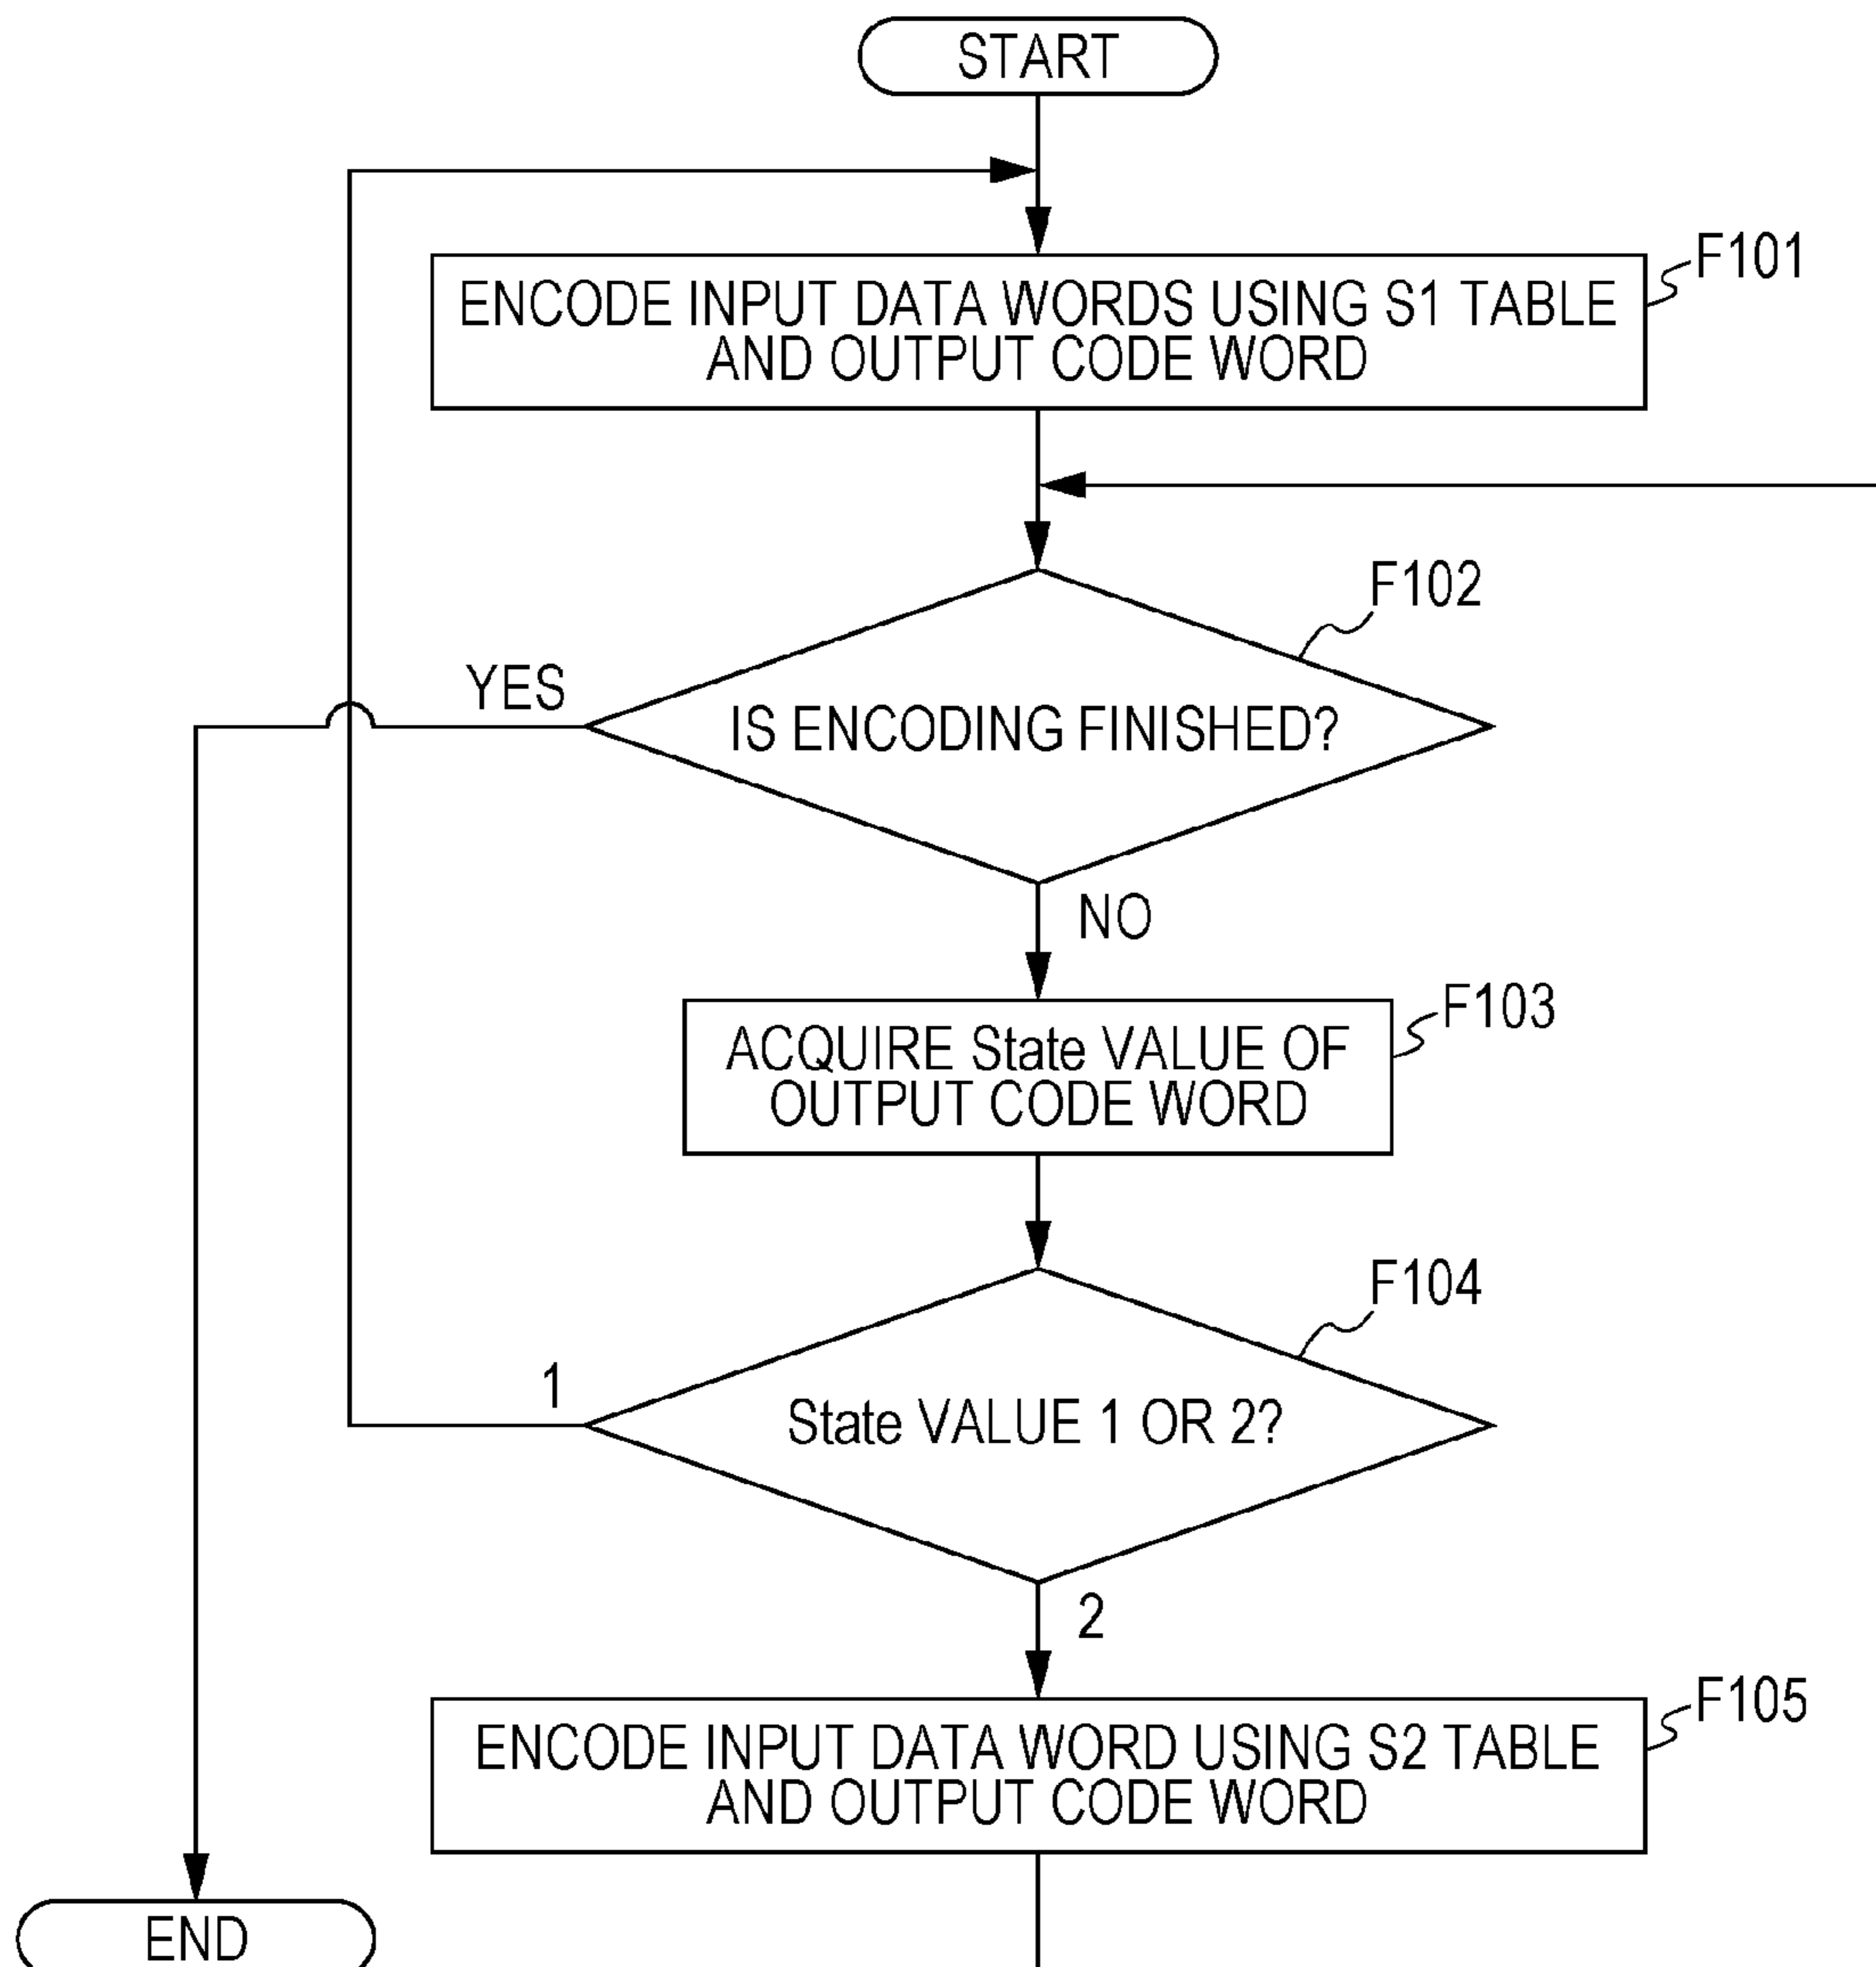 START
F101
ENCODE INPUT DATA WORDS USING S1 TABLE
AND OUTPUT CODE WORD
F102
YES
IS ENCODING FINISHED?
NO
F103
ACQUIRE State VALUE OF
OUTPUT CODE WORD
F104
1
State VALUE 1 OR 2?
2
F105
ENCODE INPUT DATA WORD USING S2 TABLE
AND OUTPUT CODE WORD
END